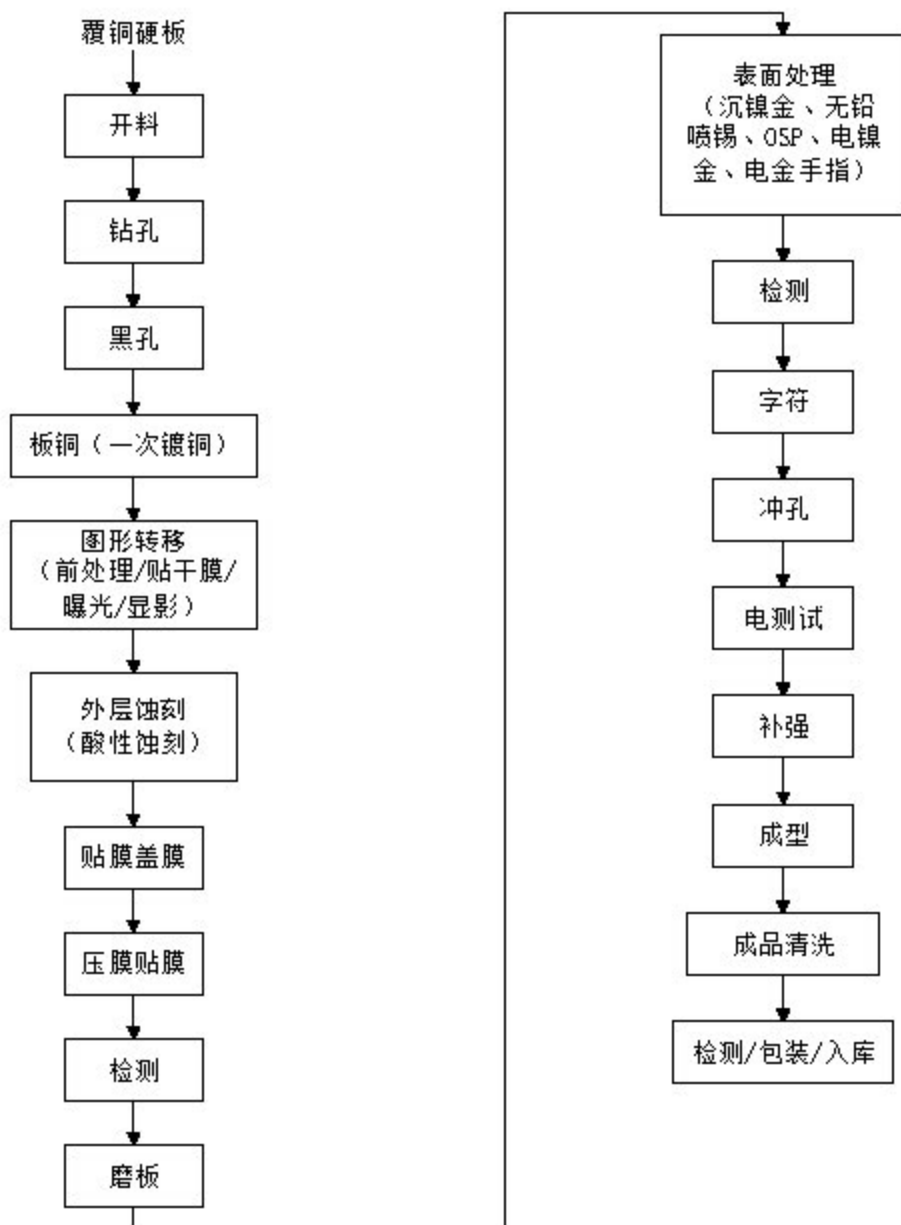 覆铜硬板
开料
钻孔
黑孔
板铜（一次镀铜）
图形转移
（前处理/贴干膜/
曝光/显影）
外层蚀刻
（酸性蚀刻）
贴膜盖膜
压膜贴膜
检测
磨板
表面处理
（沉镍金、无铅
喷锡、OSP、电镍
金、电金手指）
检测
字符
冲孔
电测试
补强
成型
成品清洗
检测/包装/入库